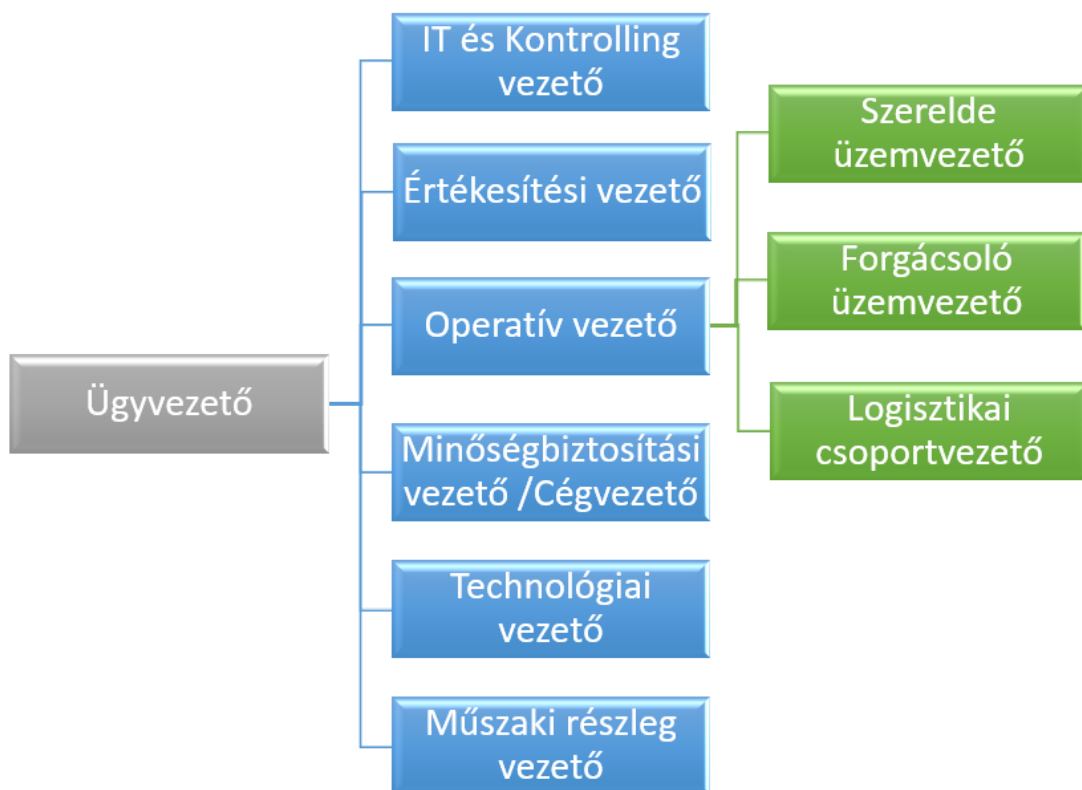 Ügyvezető
IT és Kontrolling
vezető
Értékesítési vezető
Operatív vezető
Minőségbiztosítási
vezető /Cégvezető
Technológiai
vezető
Műszaki részleg
vezető
Szerelde
üzemvezető
Forgácsoló
üzemvezető
Logisztikai
csoportvezető